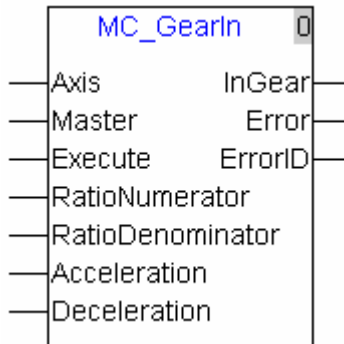 MC_GearIn 0
Axis InGear
Master Error
Execute ErrorID
RatioNumerator
RatioDenominator
Acceleration
Deceleration